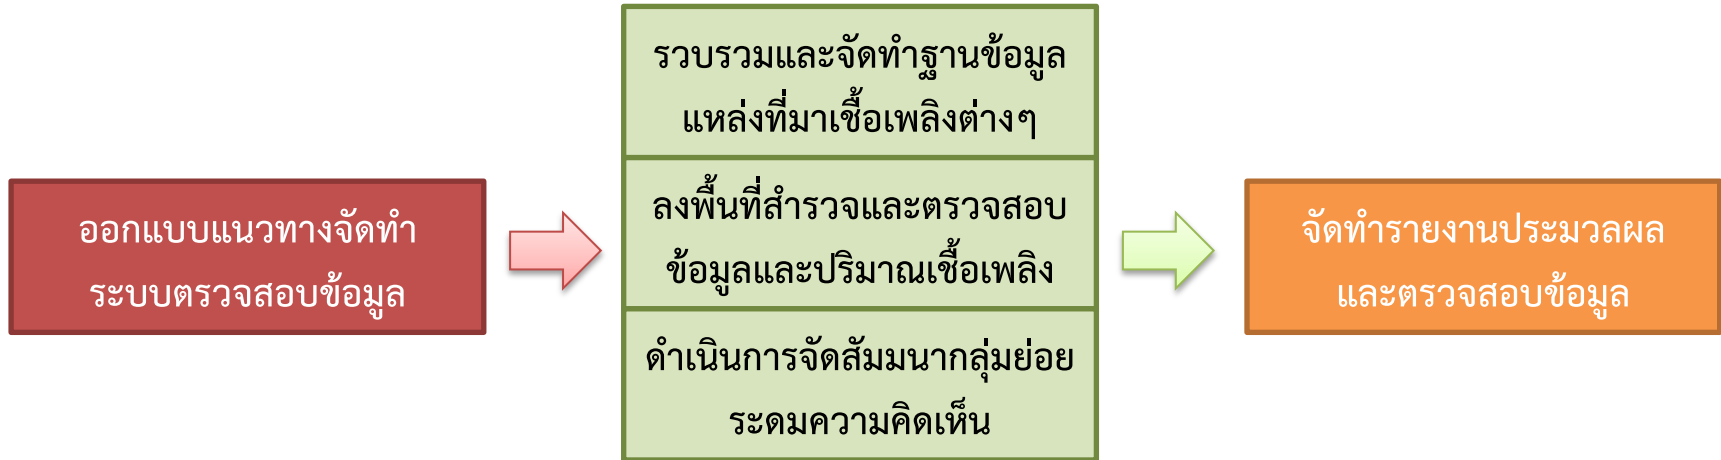 ออกแบบแนวทางจัดทำ
ระบบตรวจสอบข้อมูล
รวบรวมและจัดทำฐานข้อมูล
แหล่งที่มาเชื้อเพลิงต่างๆ
ลงพื้นที่สำรวจและตรวจสอบ
ข้อมูลและปริมาณเชื้อเพลิง
ดำเนินการจัดสัมมนากลุ่มย่อย
ระดมความคิดเห็น
จัดทำรายงานประมวลผล
และตรวจสอบข้อมูล